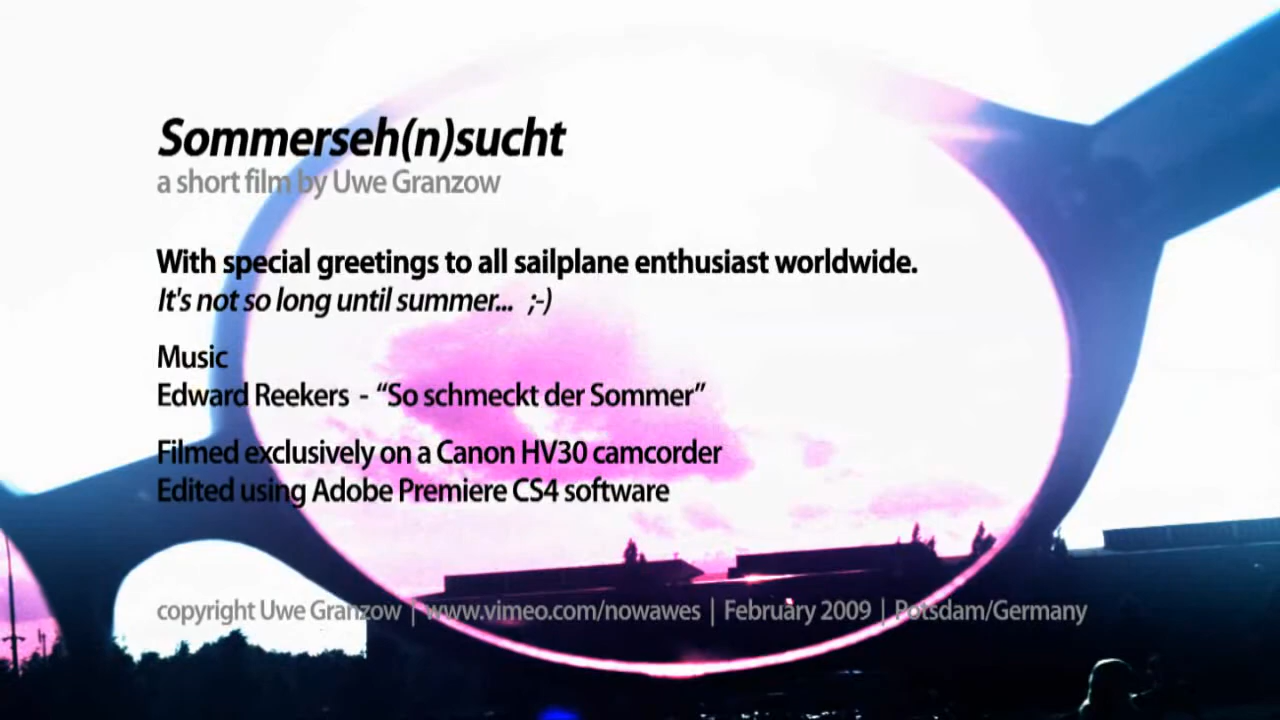 Sommerseh(n)sucht
a short film by Uwe Granzow
With special greetings to all sailplane enthusiast worldwide.
It's not so long until summer... ;-)
Music
Edward Reekers - “So schmeckt der Sommer”
Filmed exclusively on a Canon HV30 camcorder
Edited using Adobe Premiere CS4 software
copyright Uwe Granzow | www.vimeo.com/nowawes | February 2009 | Potsdam/Germany